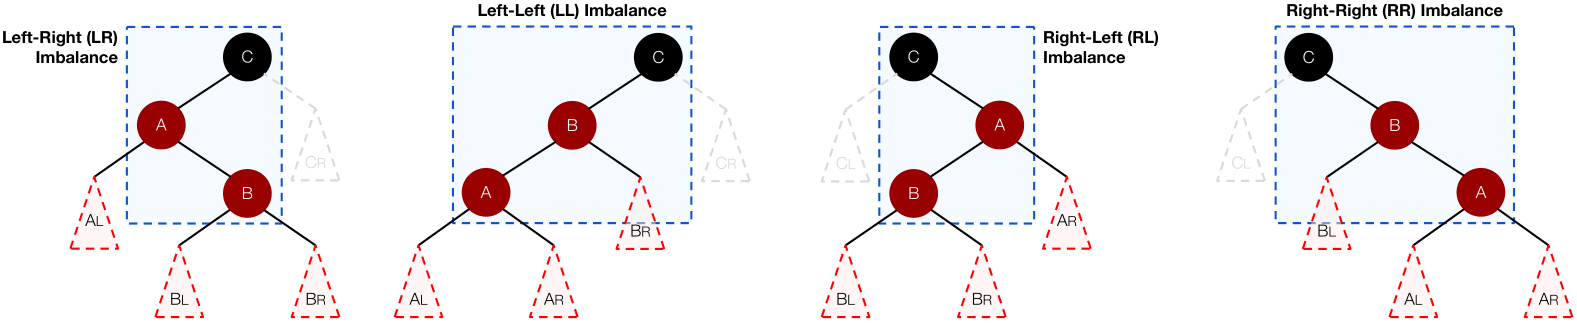 Left-Right (LR)
Imbalance
C
A
CR
B
AL
BL
BR
Left-Left (LL) Imbalance
C
B
CR
A
BR
AL
AR
Right-Left (RL)
Imbalance
C
A
CL
B
AR
BL
BR
Right-Right (RR) Imbalance
C
B
CL
A
BL
AL
AR